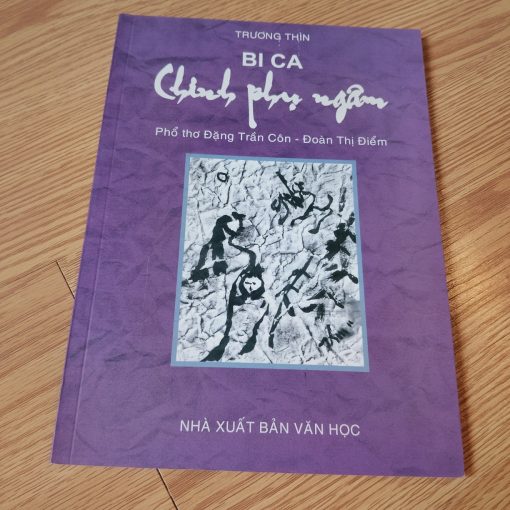 TRƯƠNG THÌN
BI CA
Chinh phụ ngâm
Phổ thơ Đặng Trần Côn - Đoàn Thị Điểm
NHÀ XUẤT BẢN VĂN HỌC